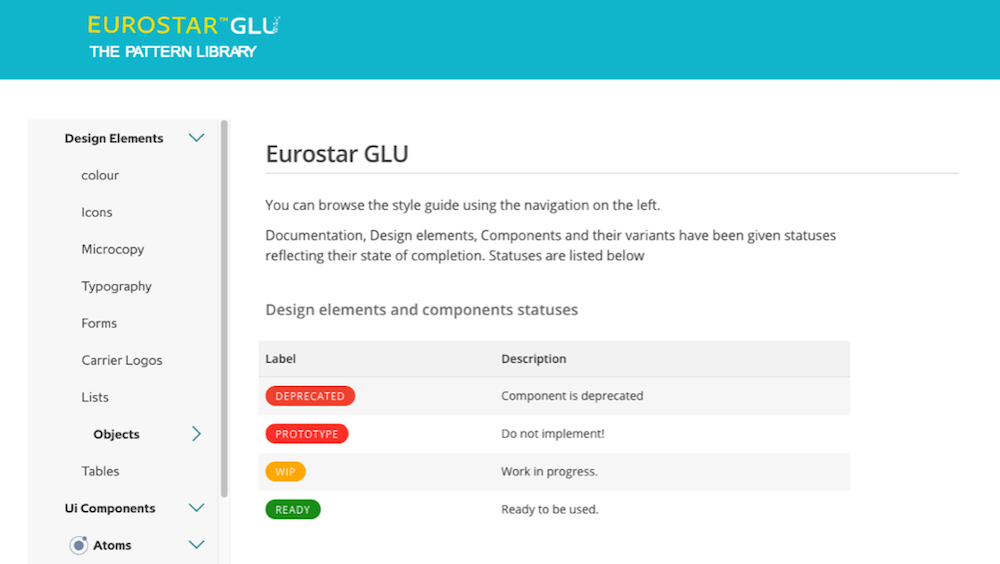 EUROSTAR™GLU
THE PATTERN LIBRARY
Design Elements
colour
Icons
Microcopy
Typography
Forms
Carrier Logos
Lists
Objects
Tables
Ui Components
Atoms
Eurostar GLU
You can browse the style guide using the navigation on the left.
Documentation, Design elements, Components and their variants have been given statuses
reflecting their state of completion. Statuses are listed below
Design elements and components statuses
Label Description
DEPRECATED Component is deprecated
PROTOTYPE Do not implement!
WIP Work in progress.
READY Ready to be used.